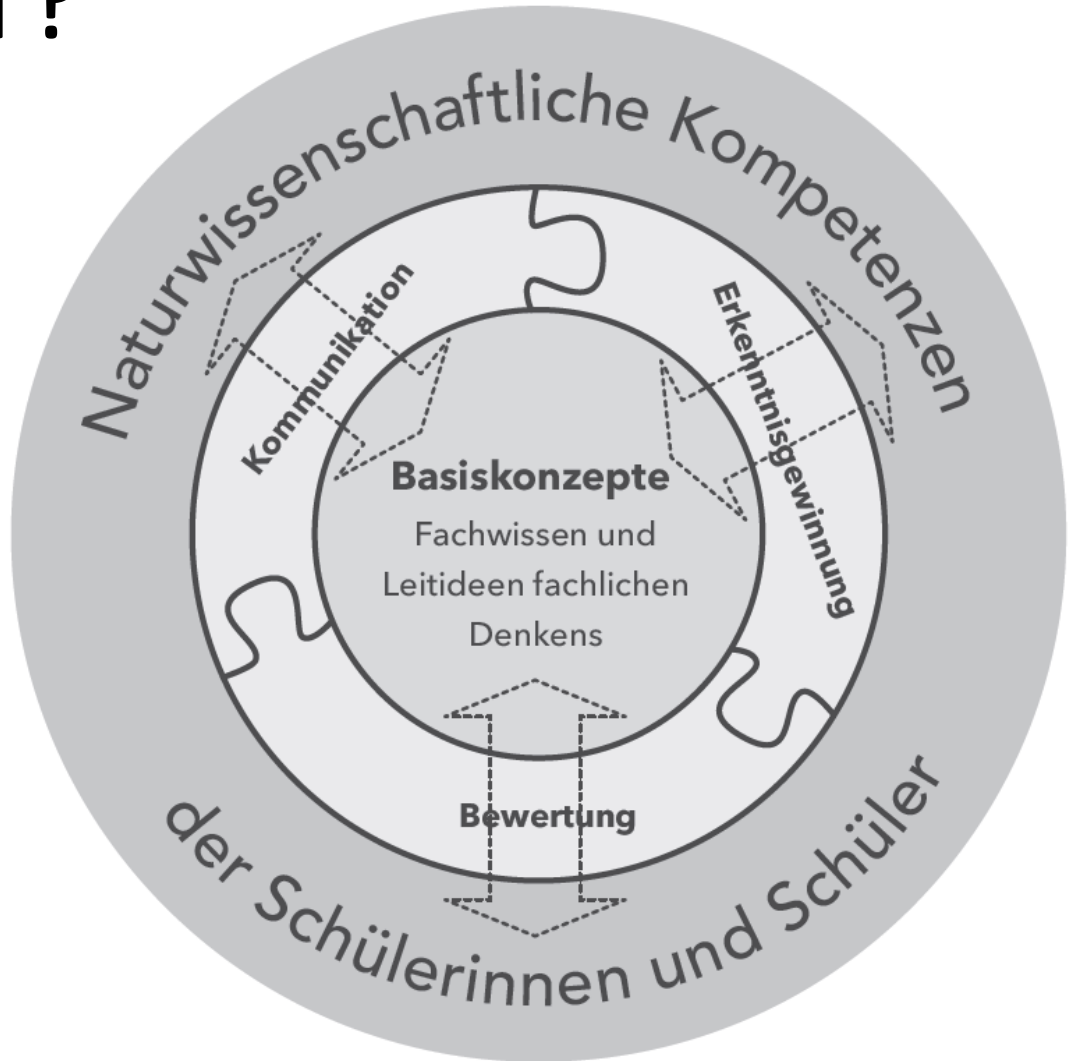 ?
Naturwissenschaftliche Kompetenzen
Kommunikation
Erkenntnisgewinnung
Basiskonzepte
Fachwissen und
Leitideen fachlichen
Denkens
Bewertung
der Schülerinnen und Schüler